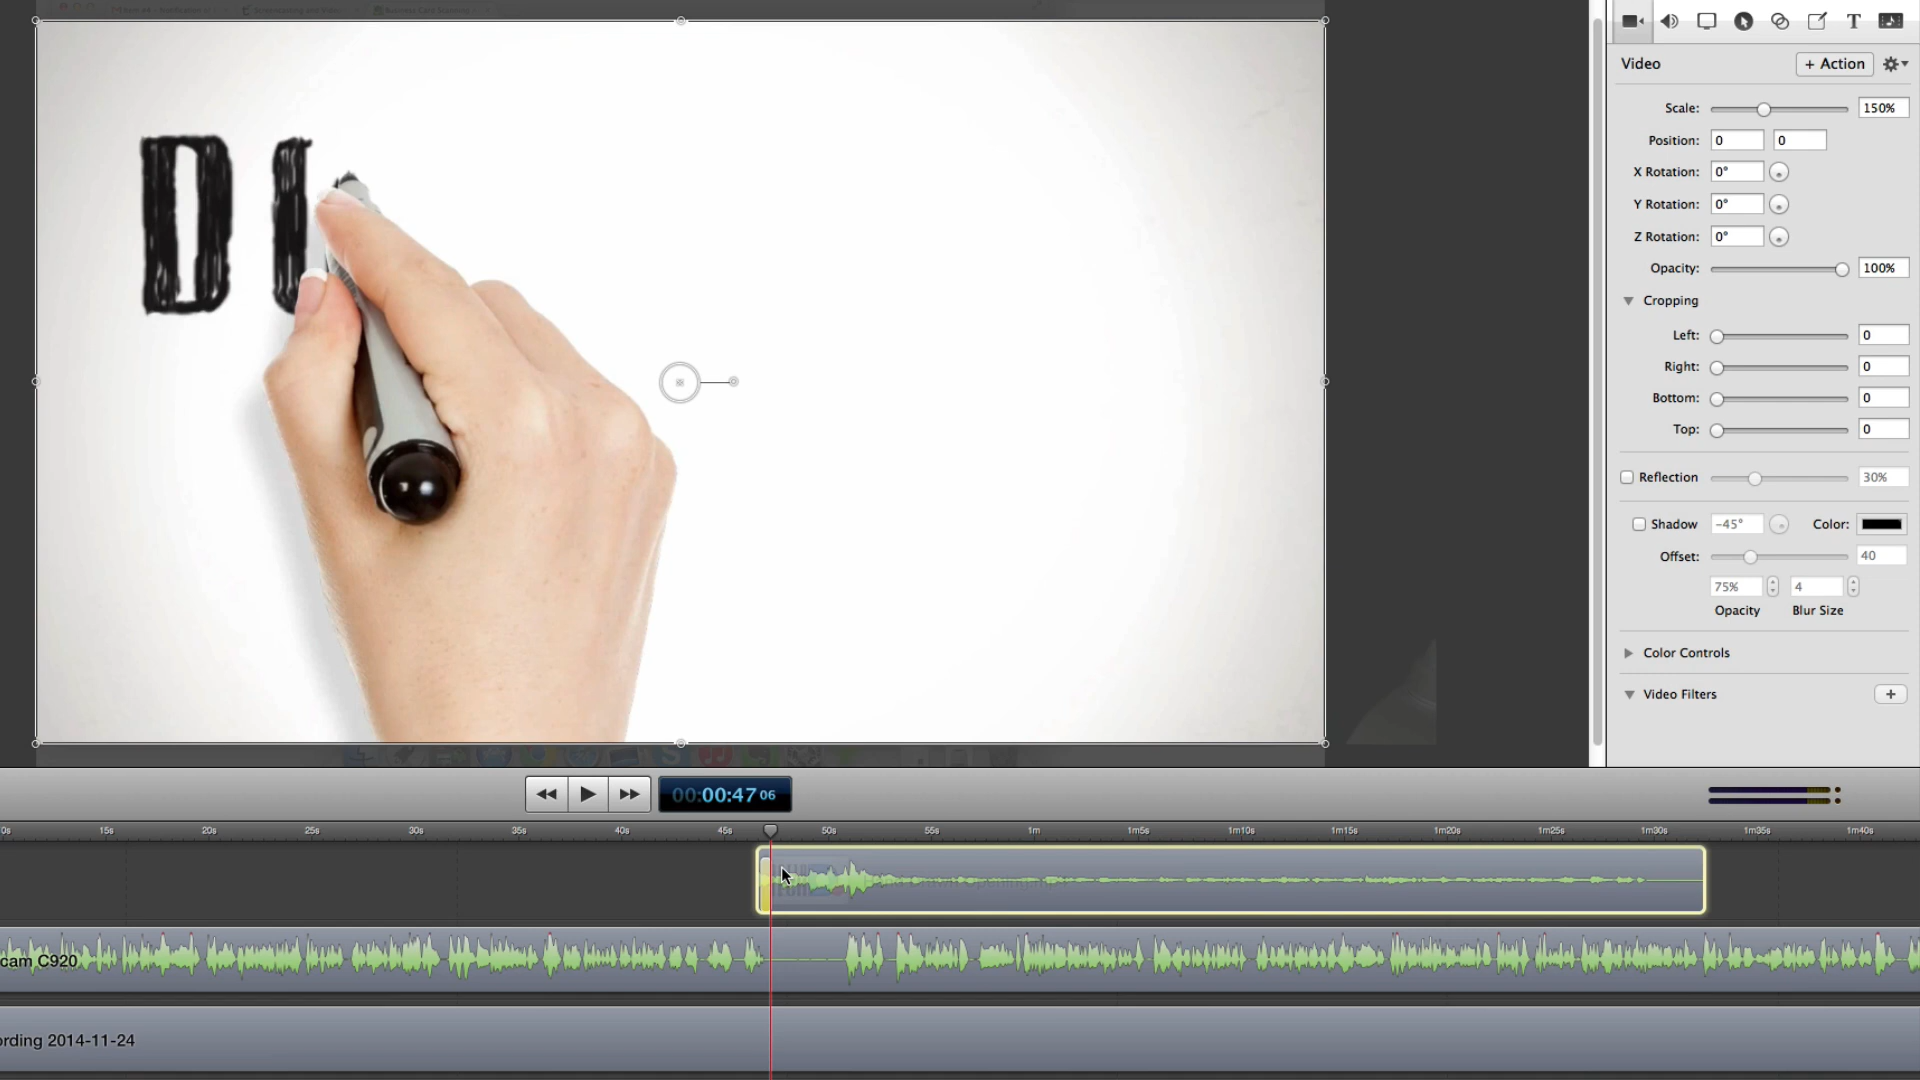 DI
Video
+ Action
Scale: 150%
Position: 0 0
X Rotation: 0°
Y Rotation: 0°
Z Rotation: 0°
Opacity: 100%
Cropping
Left: 0
Right: 0
Bottom: 0
Top: 0
Reflection 30%
Shadow -45° Color:
Offset: 40
75% 4
Opacity Blur Size
Color Controls
Video Filters +
00:00:47 06
0s 15s 20s 25s 30s 35s 40s 45s 50s 55s 1m 1m5s 1m10s 1m15s 1m20s 1m25s 1m30s 1m35s 1m40s
cam C920
ording 2014-11-24